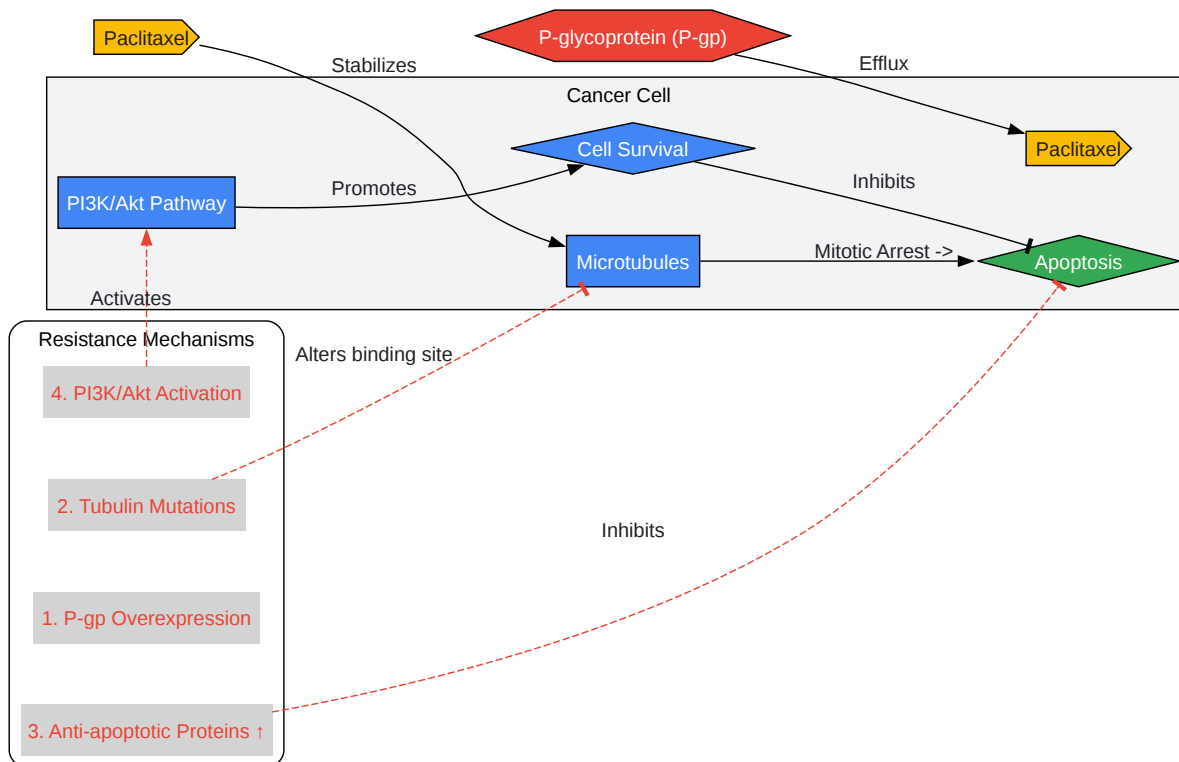 Paclitaxel
P-glycoprotein (P-gp)
Stabilizes
Efflux
Cancer Cell
Cell Survival
Paclitaxel
PI3K/Akt Pathway
Promotes
Inhibits
Microtubules
Mitotic Arrest ->
Apoptosis
Activates
Resistance Mechanisms
Alters binding site
4. PI3K/Akt Activation
2. Tubulin Mutations
Inhibits
1. P-gp Overexpression
3. Anti-apoptotic Proteins ↑